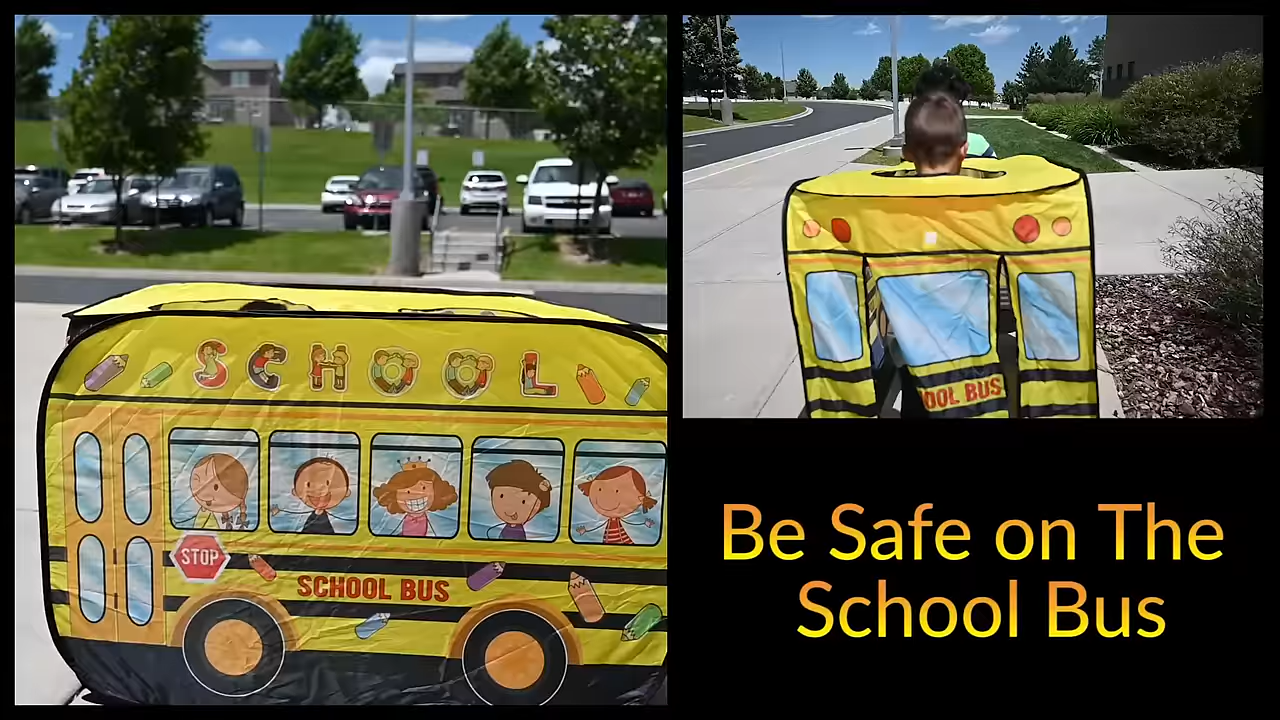 SCHOOL
STOP
SCHOOL BUS
OOL BUS
Be Safe on The
School Bus